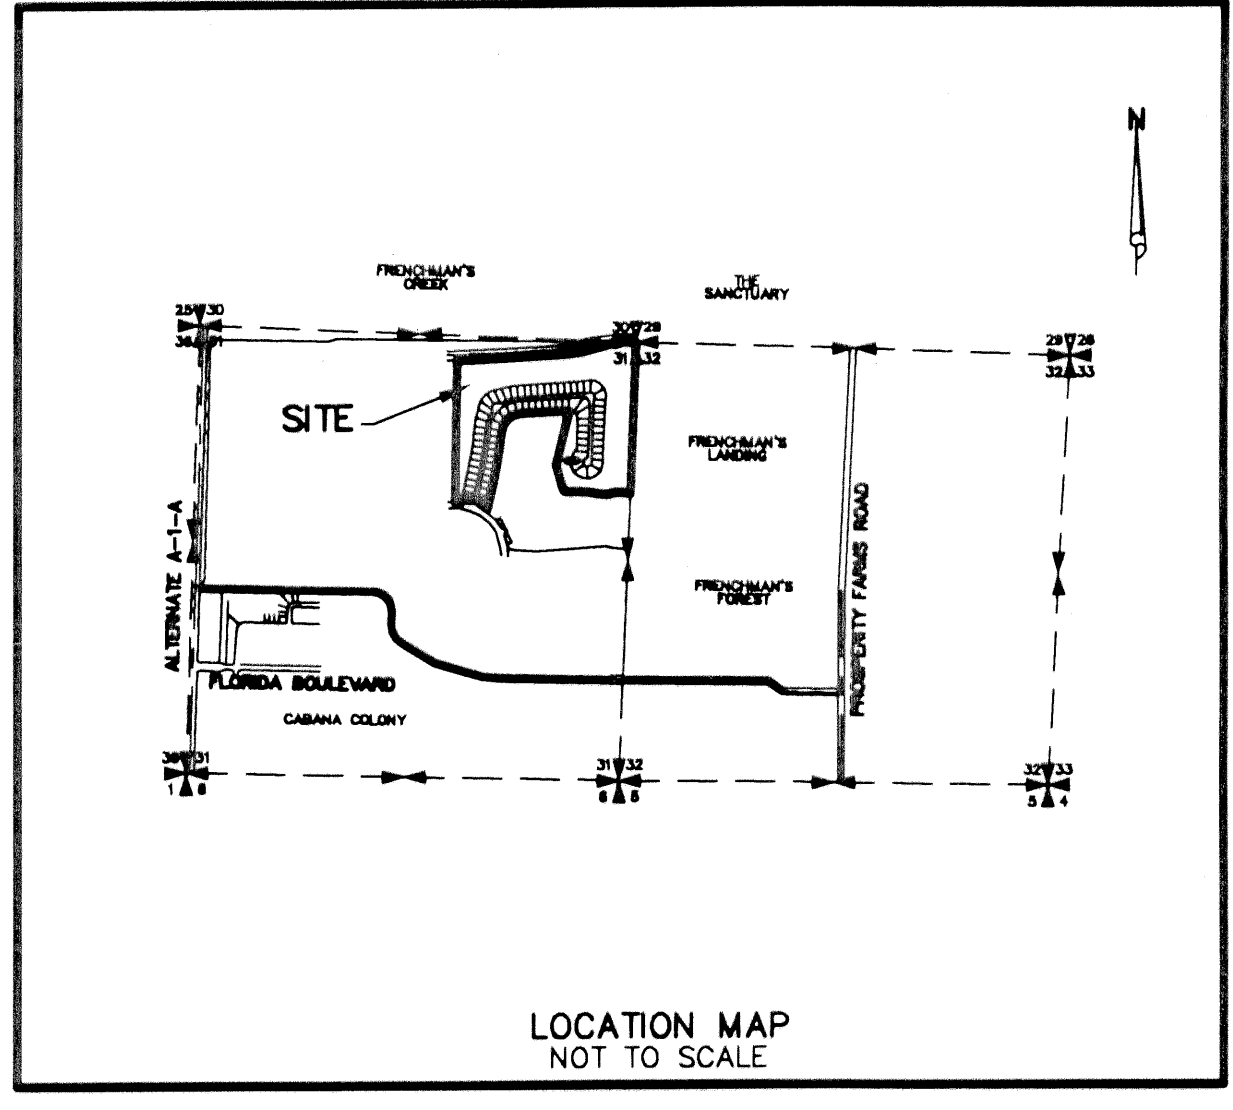 N
FRENCHMAN'S
CREEK
THE
SANCTUARY
25 30
36 31
30 29
31 32
29 28
32 33
SITE
FRENCHMAN'S
LANDING
ALTERNATE A-1-A
PROSPERITY FARMS ROAD
FRENCHMAN'S
FOREST
FLORIDA BOULEVARD
CABANA COLONY
36 31
1 6
31 32
6 5
32 33
5 4
LOCATION MAP
NOT TO SCALE